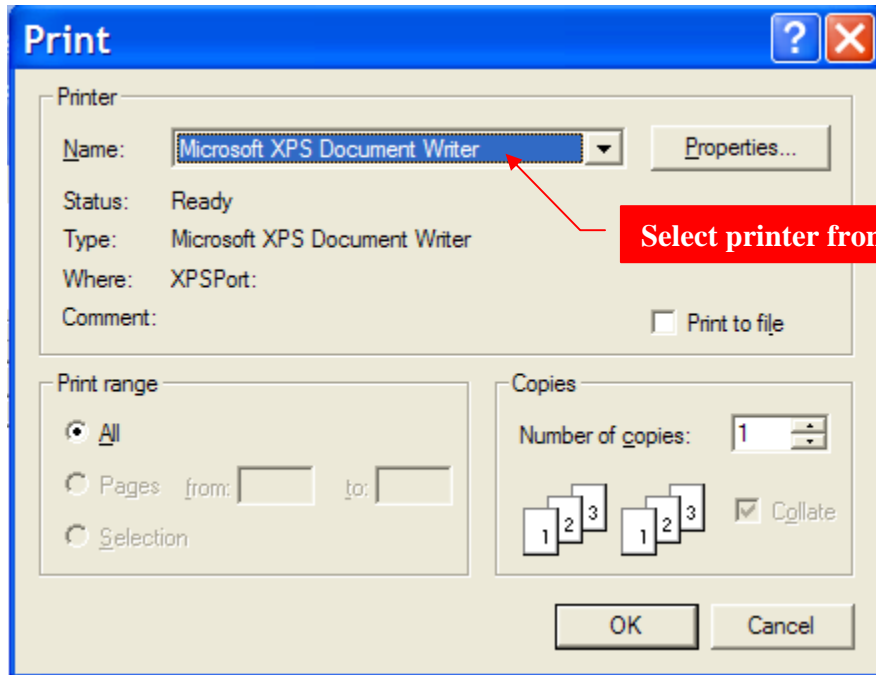 Print
Printer
Name: Microsoft XPS Document Writer Properties...
Status: Ready
Select printer from
Type: Microsoft XPS Document Writer
Where: XPSPort:
Comment: Print to file
Print range
All
Pages from: to:
Selection
Copies
Number of copies: 1
1 2 3 1 2 3 Collate
OK Cancel